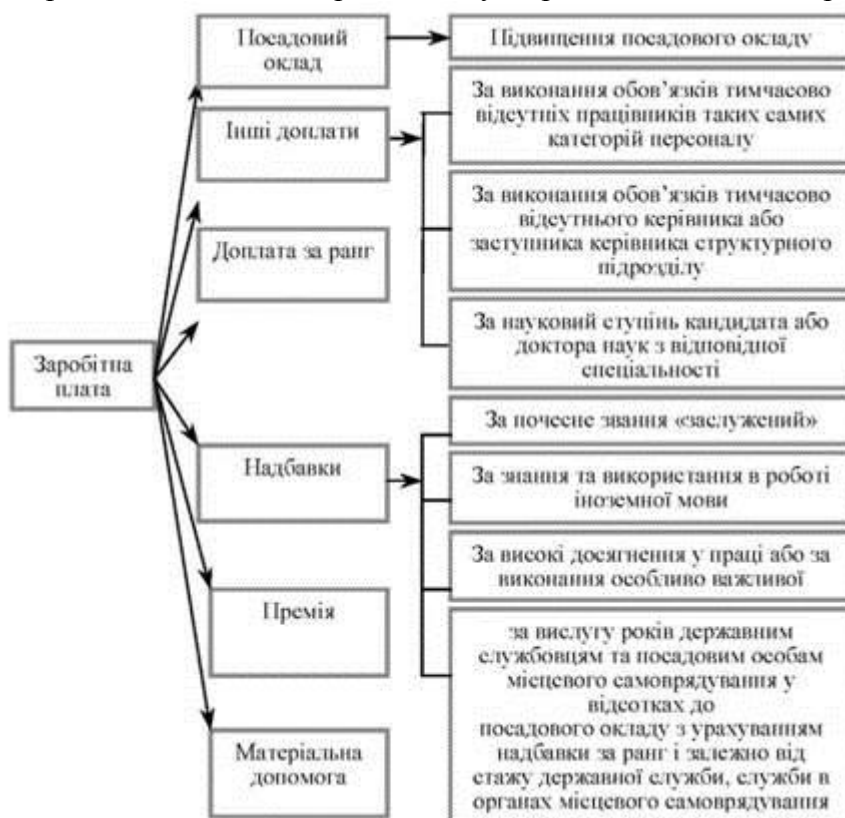 Заробітна
плата
Посадовий
оклад
Підвищення посадового окладу
Інші доплати
За виконання обов’язків тимчасово
відсутніх працівників таких самих
категорій персоналу
За виконання обов’язків тимчасово
відсутнього керівника або
заступника керівника структурного
підрозділу
За науковий ступінь кандидата або
доктора наук з відповідної
спеціальності
Доплата за ранг
Надбавки
За почесне звання «заслужений»
За знання та використання в роботі
іноземної мови
За високі досягнення у праці або за
виконання особливо важливої
за вислугу років державним
службовцям та посадовим особам
місцевого самоврядування у
відсотках до
посадового окладу з урахуванням
надбавки за ранг і залежно від
стажу державної служби, служби в
органах місцевого самоврядування
Премія
Матеріальна
допомога